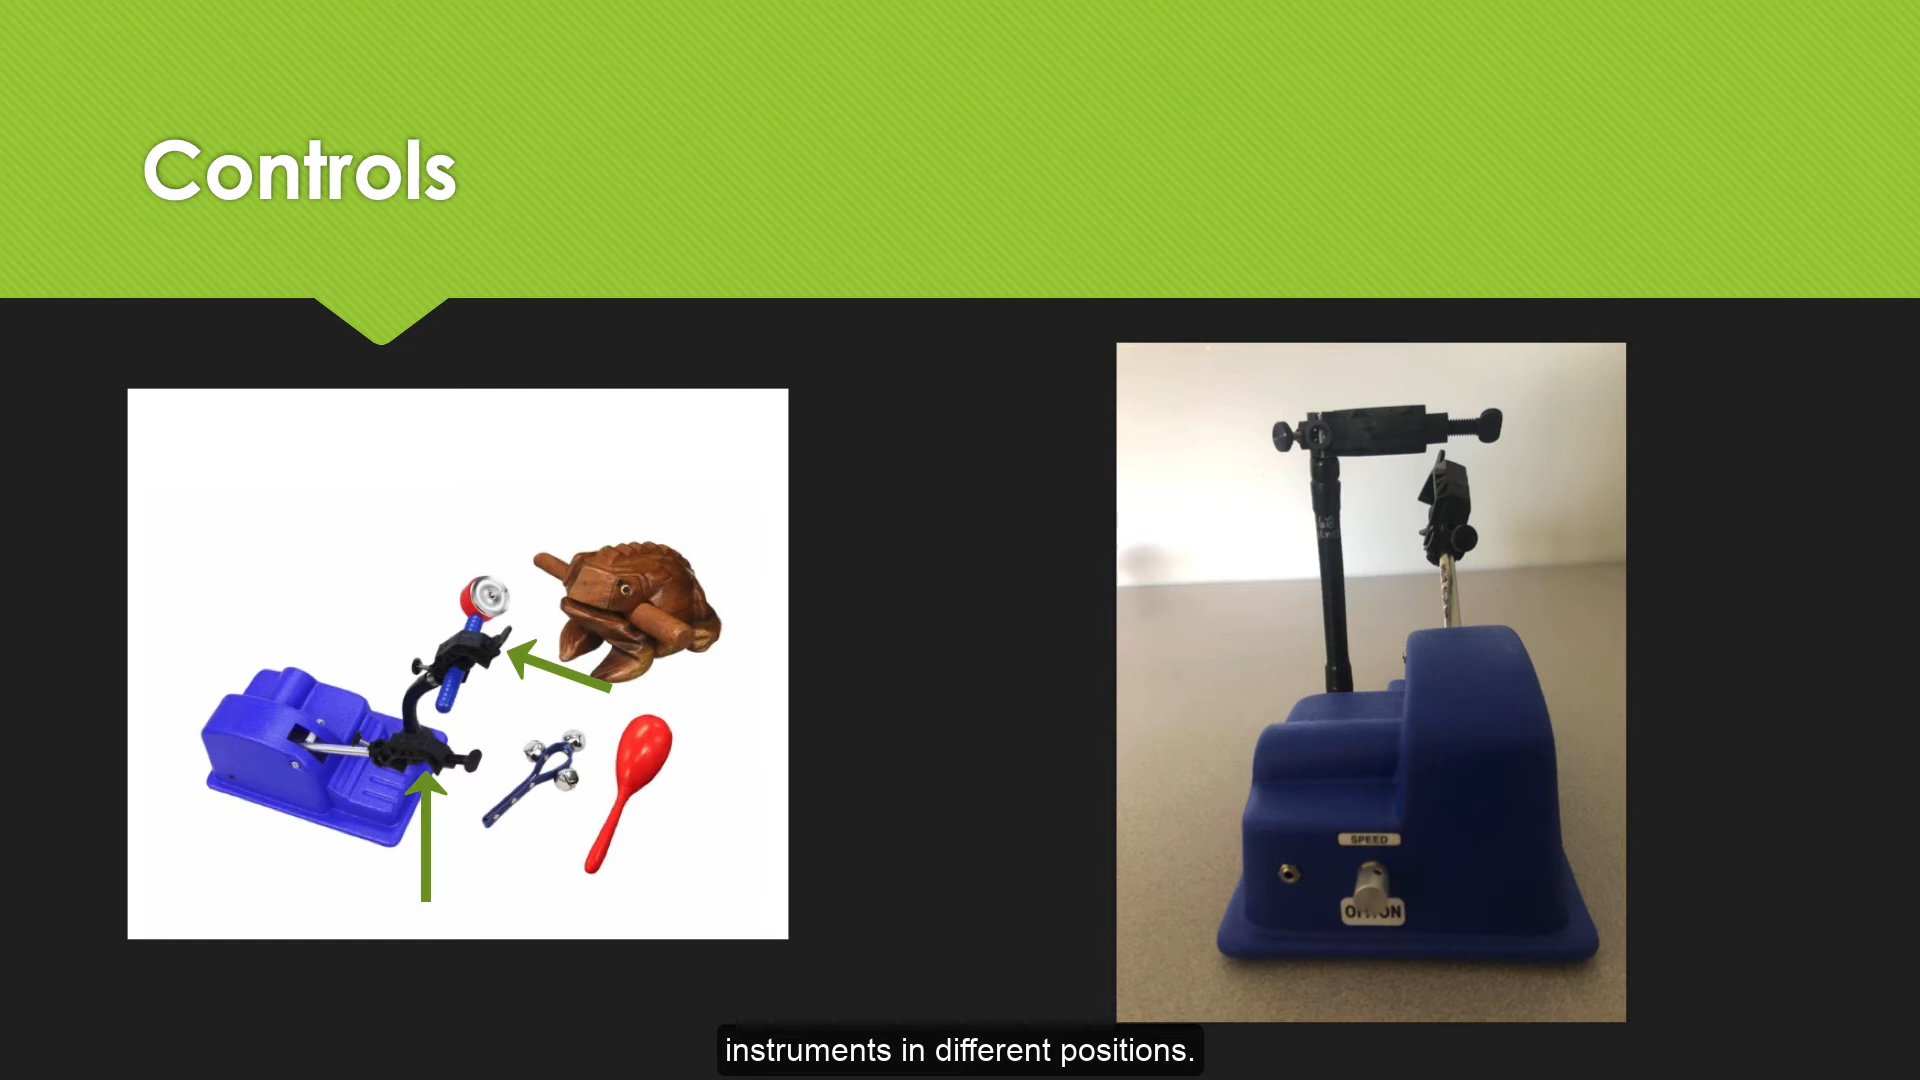 Controls
SPEED
instruments in different positions.